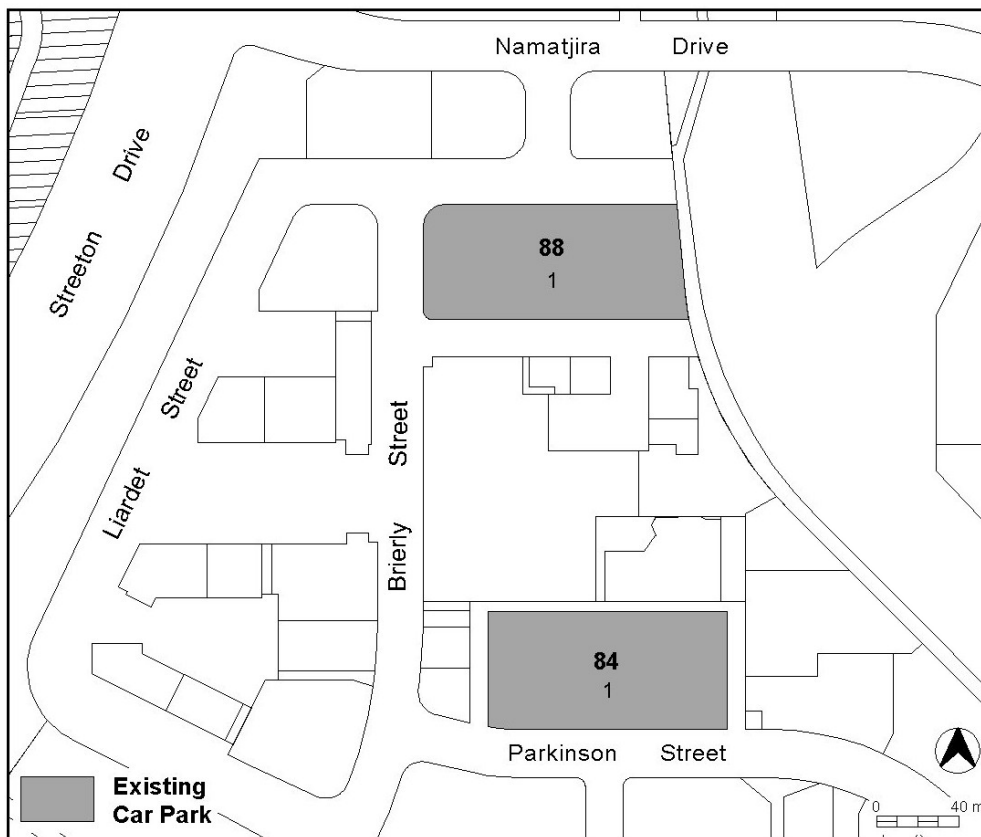 Namatjira Drive
Streeton Drive
88
1
Liardet Street
Brierly Street
84
1
Parkinson Street
Existing
Car Park
0 40 m